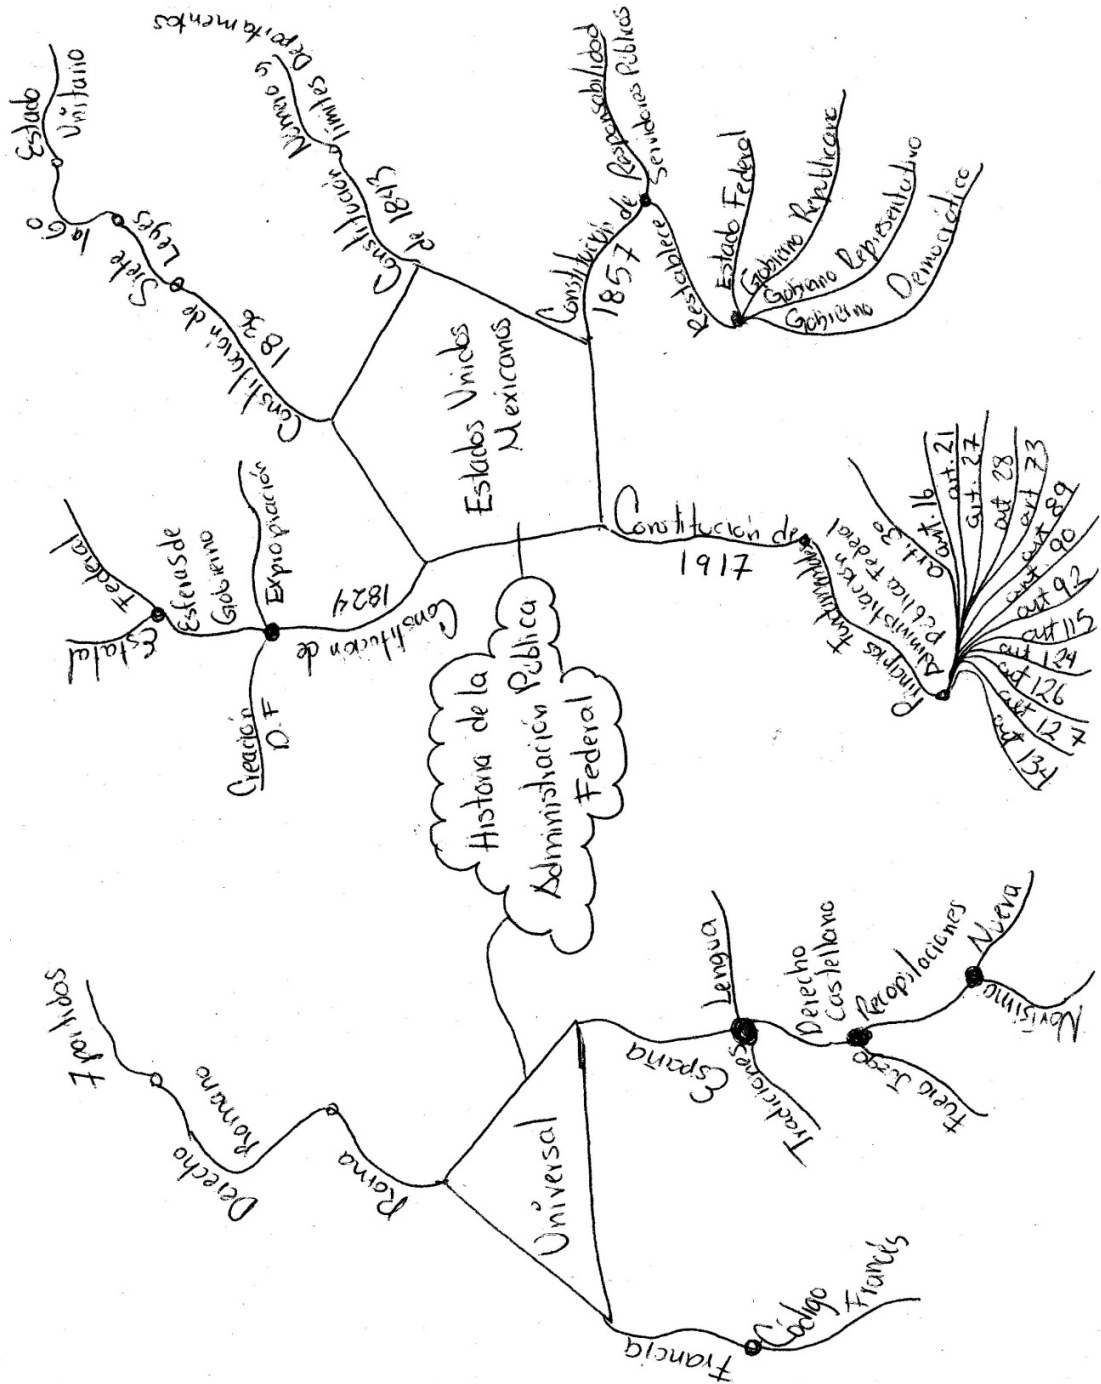 Historia de la
Administración Pública
Federal
Universal
Roma
Derecho
Romano
7 partidas
España
Lengua
Tradiciones
Derecho
Castellano
Fuero Juzgo
Recopilaciones
Nueva
Novísima
Francia
Código
Francés
Estados Unidos
Mexicanos
Constitución de
1824
Creación
D.F
Esferas de
Gobierno
Estatal
Federal
Expropiación
Constitución de
1836
Siete
Leyes
la 6°
Estado
Unitario
Constitución
de 1843
Número y
límites Departamentos
Constitución de
1857
Responsabilidad
Servidores Públicos
Restablece
Estado Federal
Gobierno Republicano
Gobierno Representativo
Gobierno Democrático
Constitución de
1917
Principios Fundamentales
Administración
Pública Federal
art. 3o
art. 16
art. 21
art. 27
art 28
art 73
art. 89
art. 90
art 92
art 115
art 124
art 126
art 127
art 134